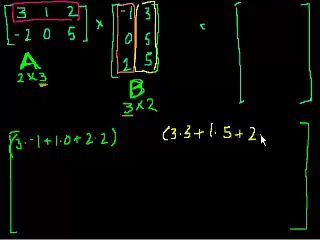 3 1 2 × -1 3 =
-2 0 5 0 5
A 2 5
2×3 B
3×2
(3·-1+1·0+2·2) (3·3+1·5+2·